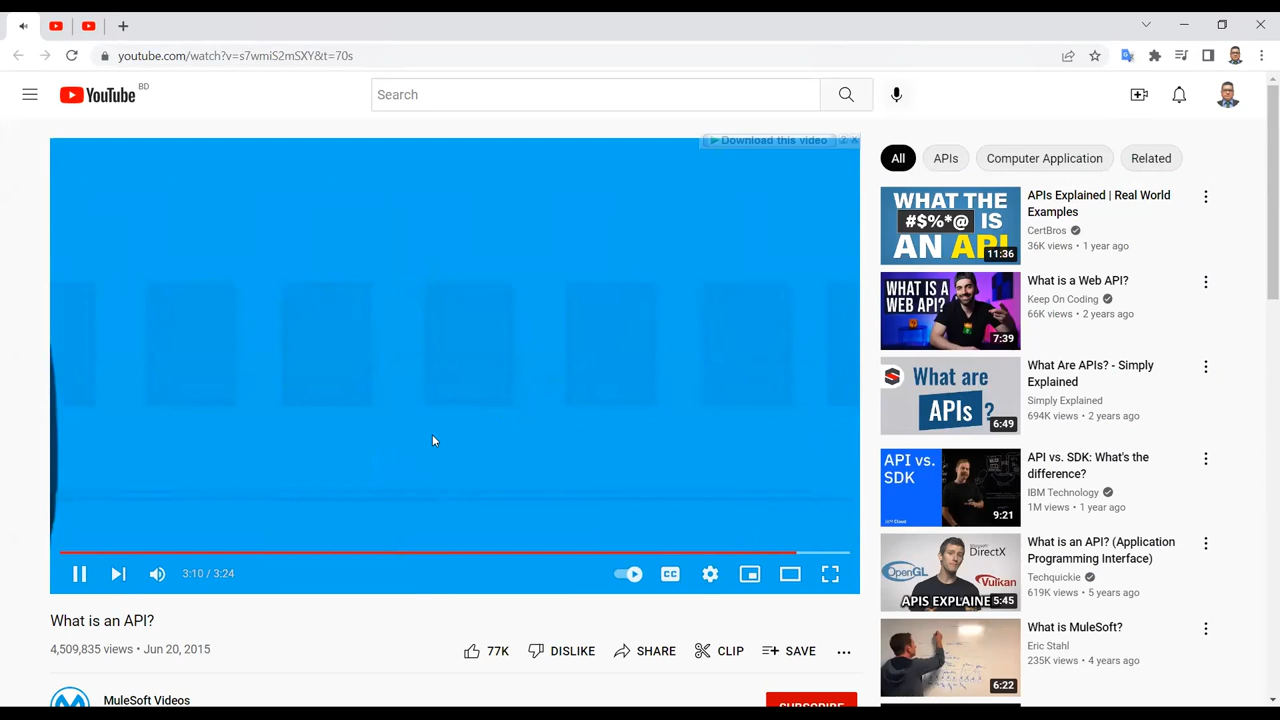 youtube.com/watch?v=s7wmiS2mSXY&t=70s
YouTube BD
Search
Download this video
?
X
All
APIs
Computer Application
Related
WHAT THE
#$%*@ IS
AN API
11:36
APIs Explained | Real World
Examples
CertBros
36K views • 1 year ago
WHAT IS A
WEB API?
7:39
What is a Web API?
Keep On Coding
66K views • 2 years ago
S
What are
APIs ?
6:49
What Are APIs? - Simply
Explained
Simply Explained
694K views • 2 years ago
API vs.
SDK
9:21
API vs. SDK: What's the
difference?
IBM Technology
1M views • 1 year ago
Microsoft
DirectX
OpenGL
Vulkan
APIS EXPLAINE
5:45
What is an API? (Application
Programming Interface)
Techquickie
619K views • 5 years ago
6:22
What is MuleSoft?
Eric Stahl
235K views • 4 years ago
3:10 / 3:24
CC
What is an API?
4,509,835 views • Jun 20, 2015
77K
DISLIKE
SHARE
CLIP
SAVE
MuleSoft Videos
SUBSCRIBE